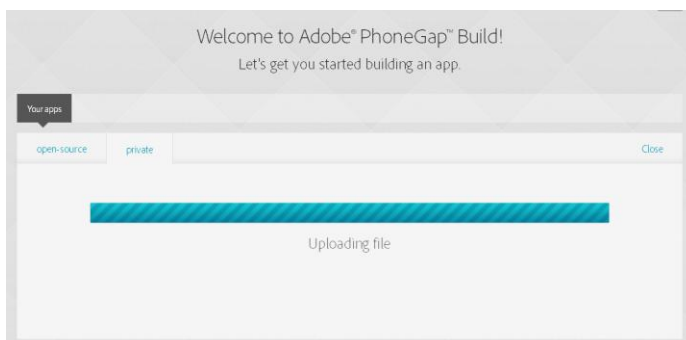 Welcome to Adobe® PhoneGap™ Build!
Let's get you started building an app.
Your apps
open-source private Close
Uploading file